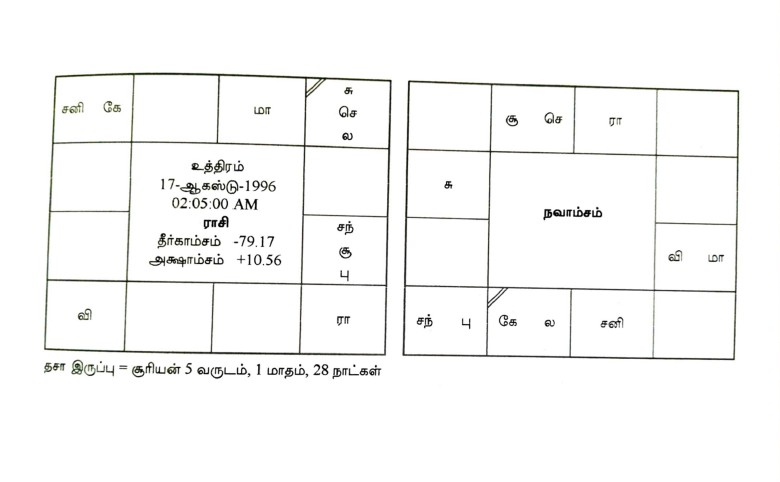 சனி கே
மா
சு
செ
ல
உத்திரம்
17-ஆகஸ்டு-1996
02:05:00 AM
ராசி
தீர்காம்சம் -79.17
அக்ஷாம்சம் +10.56
சந்
சூ
பு
வி
ரா
சூ செ
ரா
சு
நவாம்சம்
வி மா
சந் பு
கே ல
சனி
தசா இருப்பு = சூரியன் 5 வருடம், 1 மாதம், 28 நாட்கள்